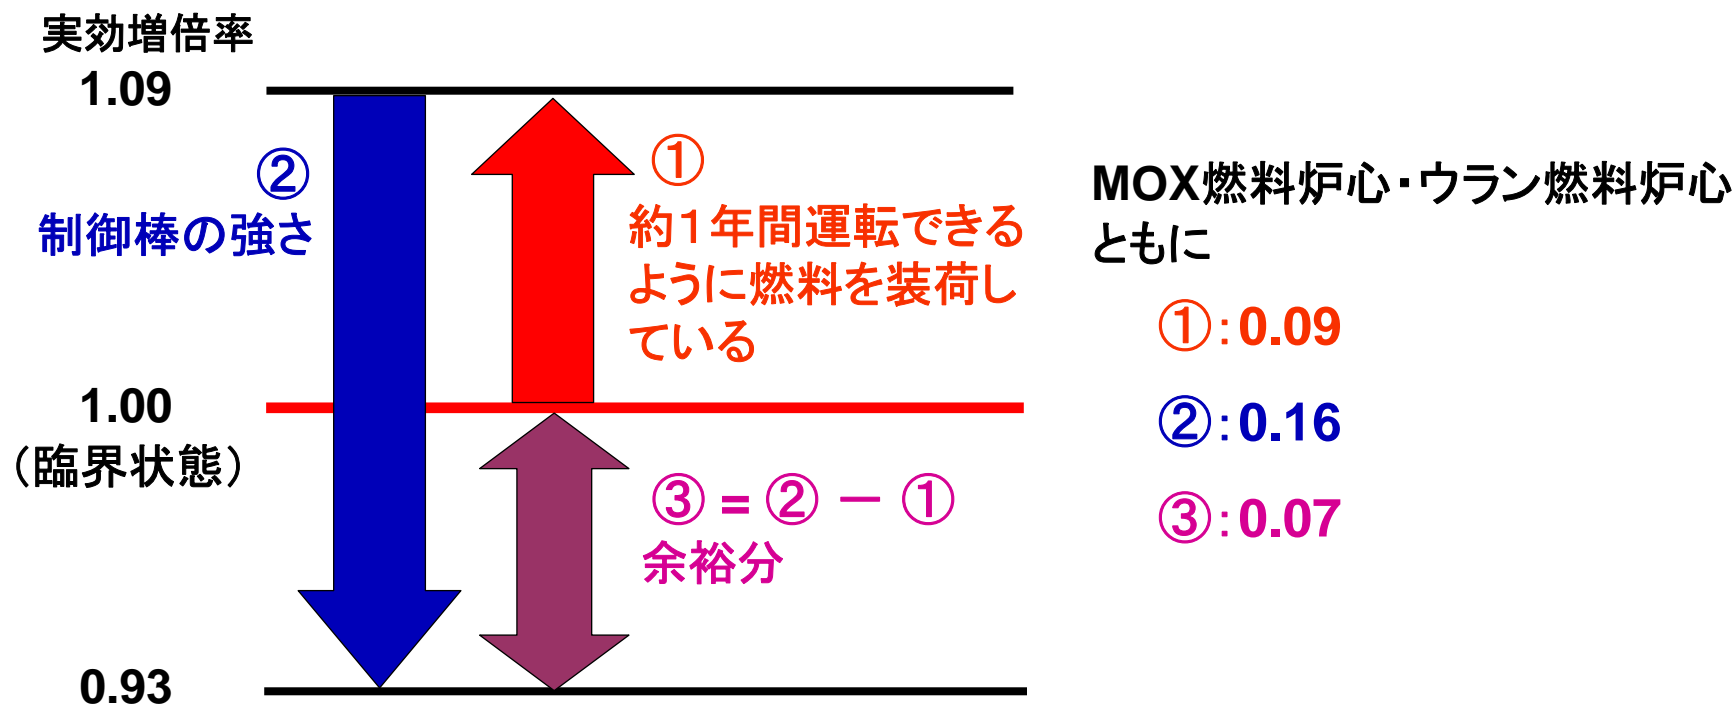 実効増倍率
1.09
②
制御棒の強さ
①
約１年間運転できる
ように燃料を装荷し
ている
1.00
（臨界状態）
③ = ② － ①
余裕分
0.93
MOX燃料炉心・ウラン燃料炉心
ともに
①：0.09
②：0.16
③：0.07